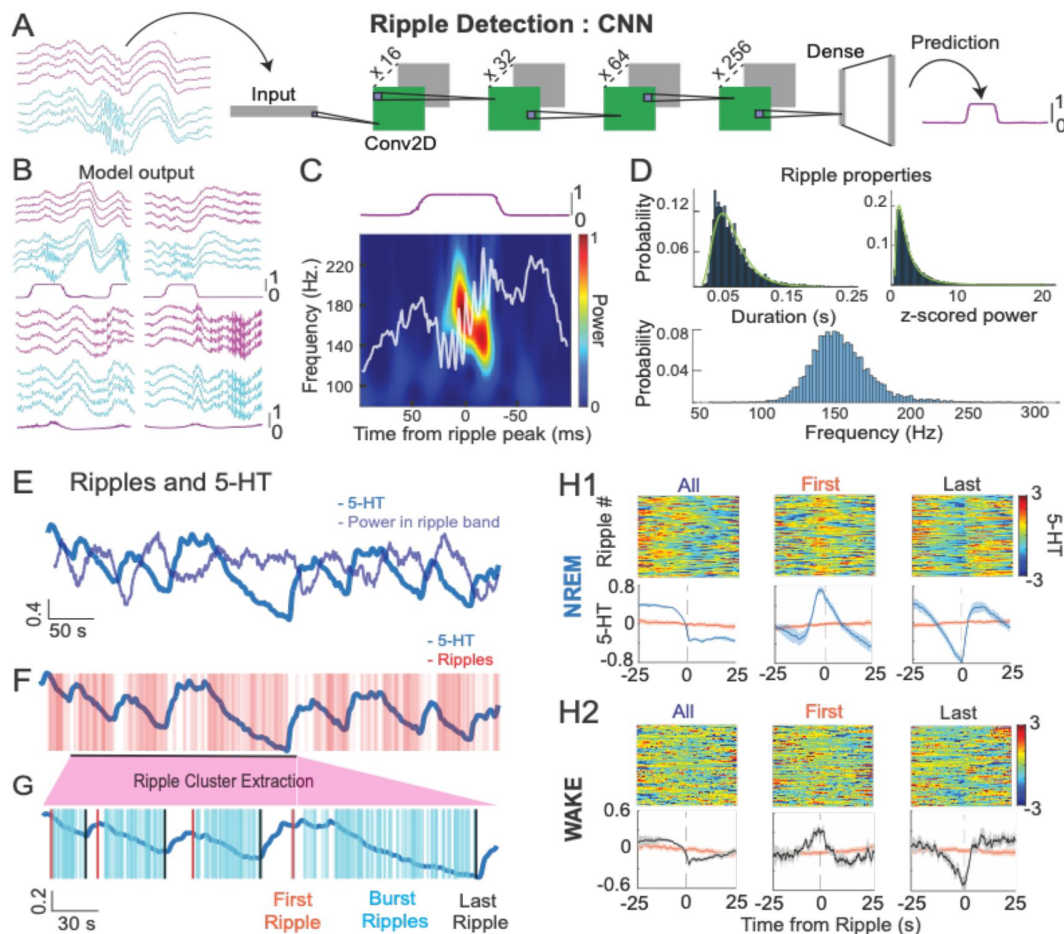 A
Ripple Detection : CNN
Input
x 16
Conv2D
x 32
x 64
x 256
Dense
Prediction
1
0
B
Model output
1
0
1
0
C
1
0
Frequency (Hz.)
220
180
140
100
50 0 -50
Time from ripple peak (ms)
1
Power
0
D
Ripple properties
Probability
0.12
0.06
0.05 0.15 0.25
Duration (s)
0.2
0.1
0 10 20
z-scored power
Probability
0.08
0.04
50 100 150 200 250 300
Frequency (Hz)
E
Ripples and 5-HT
- 5-HT
- Power in ripple band
0.4
50 s
- 5-HT
- Ripples
F
Ripple Cluster Extraction
G
0.2
30 s
First
Ripple
Burst
Ripples
Last
Ripple
H1
All First Last
Ripple #
3
5-HT
-3
NREM
0.8
0
-0.8
5-HT
-25 0 25 -25 0 25 -25 0 25
H2
All First Last
3
-3
WAKE
0.6
0
-0.6
-25 0 25 -25 0 25 -25 0 25
Time from Ripple (s)